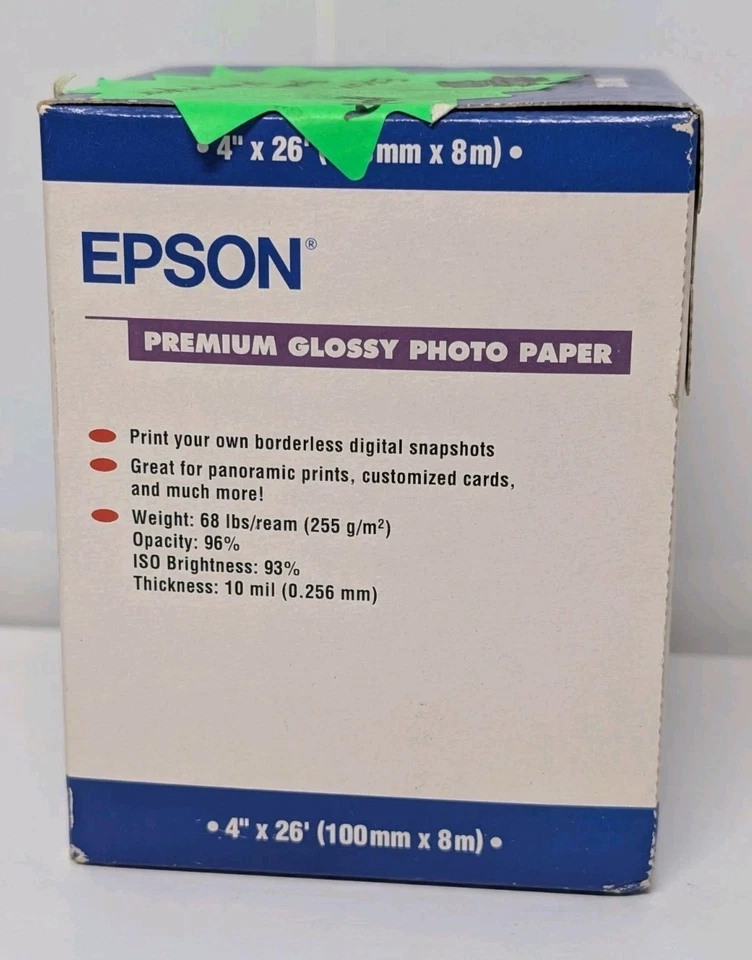 • 4" x 26' ( mm x 8m) •
EPSON®
PREMIUM GLOSSY PHOTO PAPER
Print your own borderless digital snapshots
Great for panoramic prints, customized cards,
and much more!
Weight: 68 lbs/ream (255 g/m²)
Opacity: 96%
ISO Brightness: 93%
Thickness: 10 mil (0.256 mm)
• 4" x 26' (100mm x 8m) •